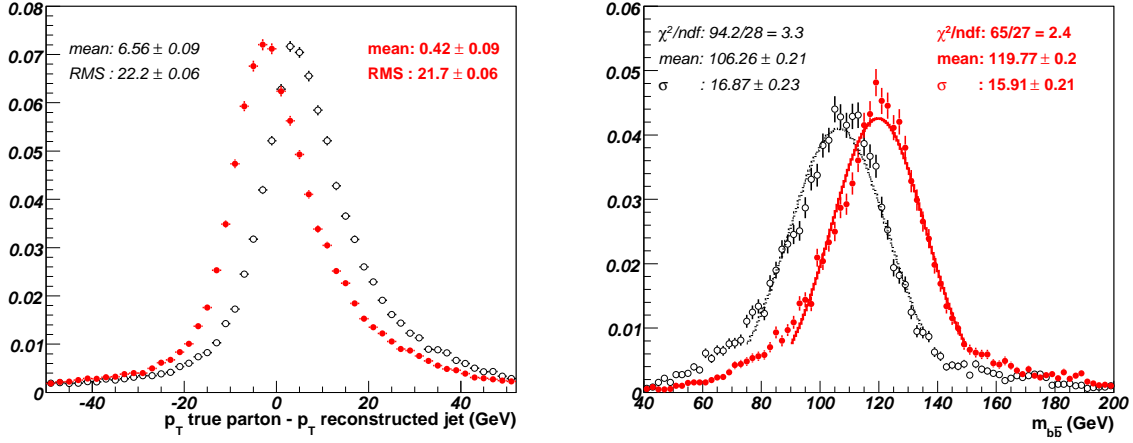 0.08
0.07
0.06
0.05
0.04
0.03
0.02
0.01
0
mean: 6.56 ± 0.09
RMS : 22.2 ± 0.06
mean: 0.42 ± 0.09
RMS : 21.7 ± 0.06
-40 -20 0 20 40
p_T true parton - p_T reconstructed jet (GeV)
0.06
0.05
0.04
0.03
0.02
0.01
0
χ²/ndf: 94.2/28 = 3.3
mean: 106.26 ± 0.21
σ : 16.87 ± 0.23
χ²/ndf: 65/27 = 2.4
mean: 119.77 ± 0.2
σ : 15.91 ± 0.21
40 60 80 100 120 140 160 180 200
m_bb̅ (GeV)